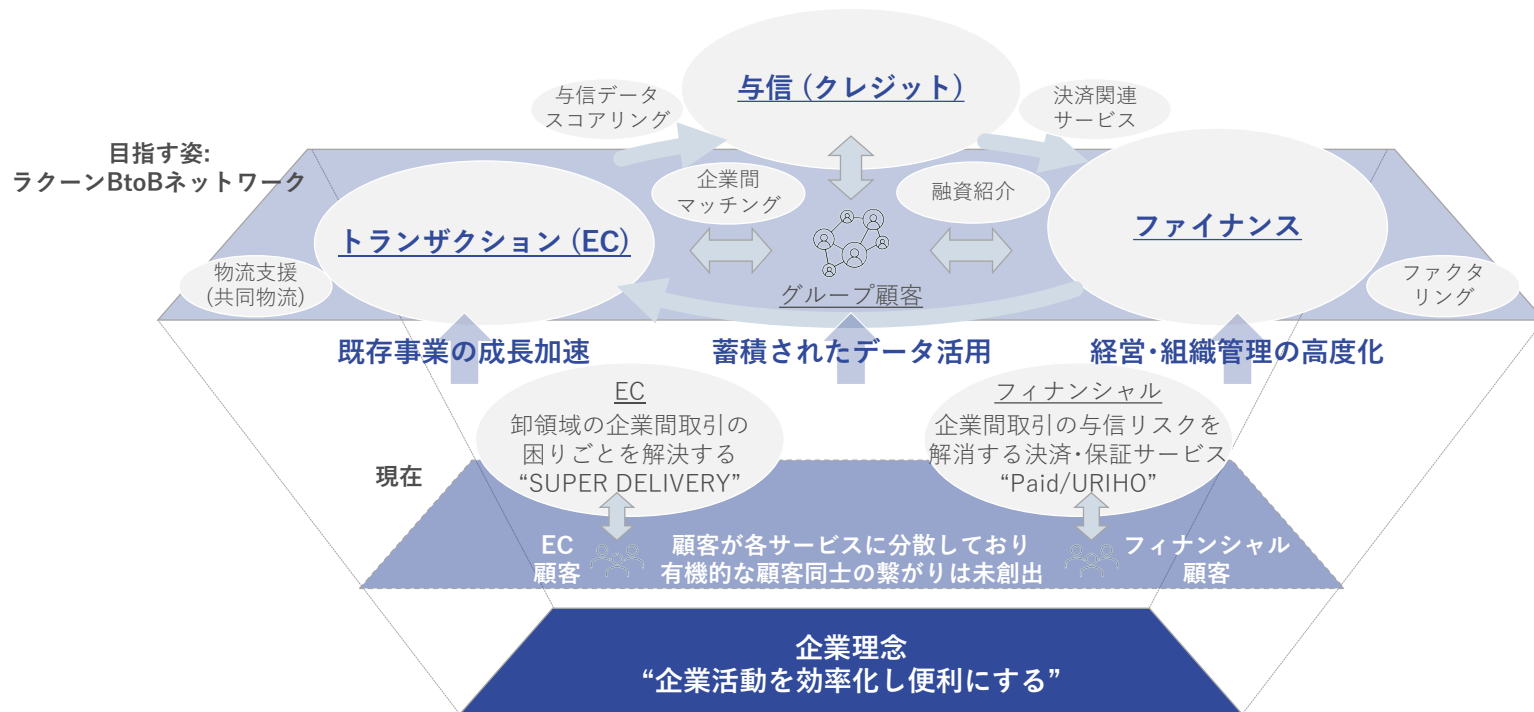 与信 (クレジット)
与信データ
スコアリング
決済関連
サービス
目指す姿:
ラクーンBtoBネットワーク
企業間
マッチング
融資紹介
トランザクション (EC)
ファイナンス
物流支援
(共同物流)
グループ顧客
ファクタ
リング
既存事業の成長加速
蓄積されたデータ活用
経営･組織管理の高度化
EC
卸領域の企業間取引の
困りごとを解決する
“SUPER DELIVERY”
フィナンシャル
企業間取引の与信リスクを
解消する決済･保証サービス
“Paid/URIHO”
現在
EC
顧客
顧客が各サービスに分散しており
有機的な顧客同士の繋がりは未創出
フィナンシャル
顧客
企業理念
“企業活動を効率化し便利にする”